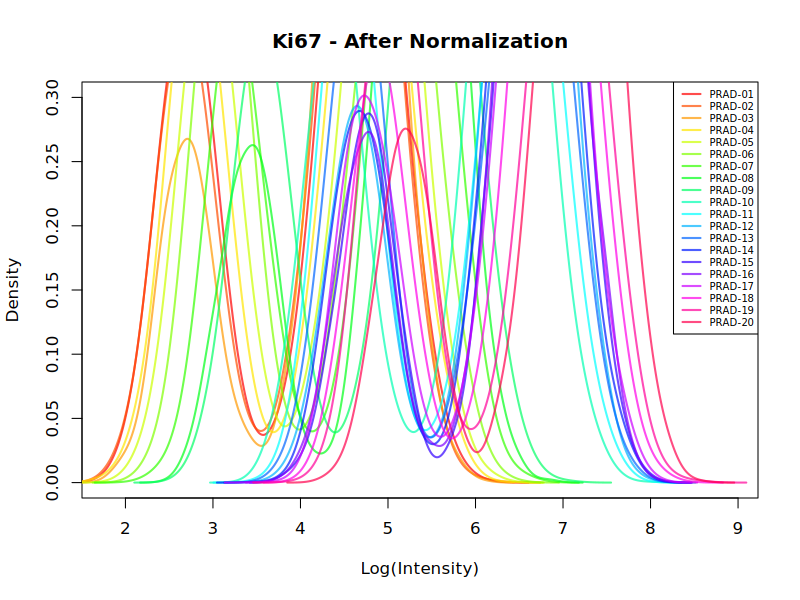 Ki67 - After Normalization
Density
0.30
0.25
0.20
0.15
0.10
0.05
0.00
2 3 4 5 6 7 8 9
Log(Intensity)
PRAD-01
PRAD-02
PRAD-03
PRAD-04
PRAD-05
PRAD-06
PRAD-07
PRAD-08
PRAD-09
PRAD-10
PRAD-11
PRAD-12
PRAD-13
PRAD-14
PRAD-15
PRAD-16
PRAD-17
PRAD-18
PRAD-19
PRAD-20